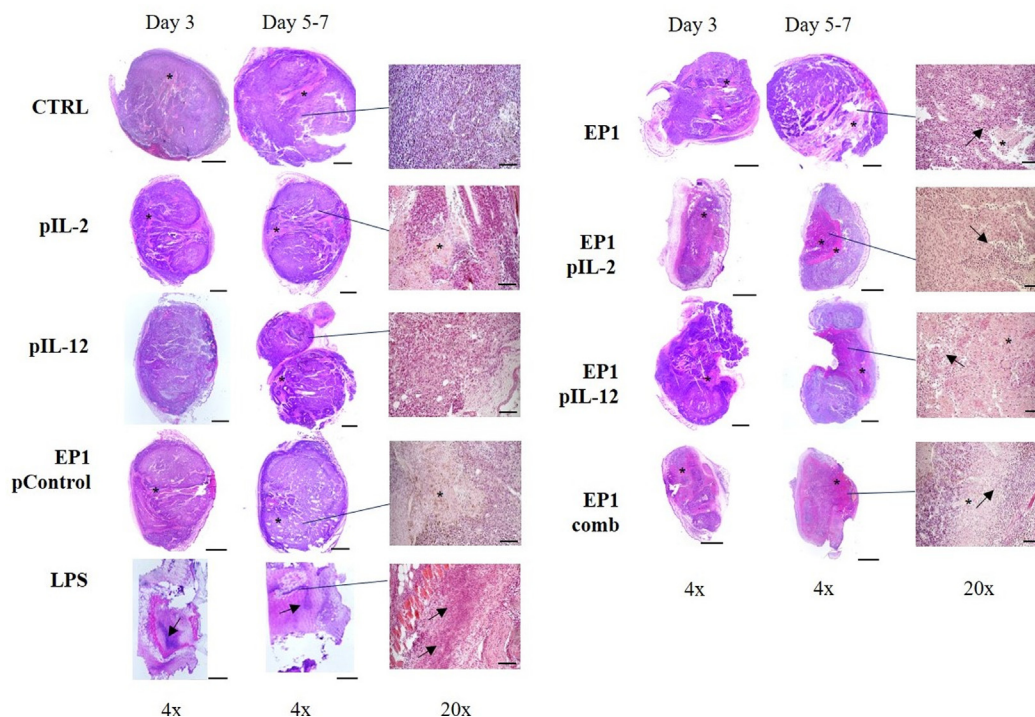 Day 3 Day 5-7
CTRL
pIL-2
pIL-12
EP1
pControl
LPS
4x 4x 20x
Day 3 Day 5-7
EP1
EP1
pIL-2
EP1
pIL-12
EP1
comb
4x 4x 20x